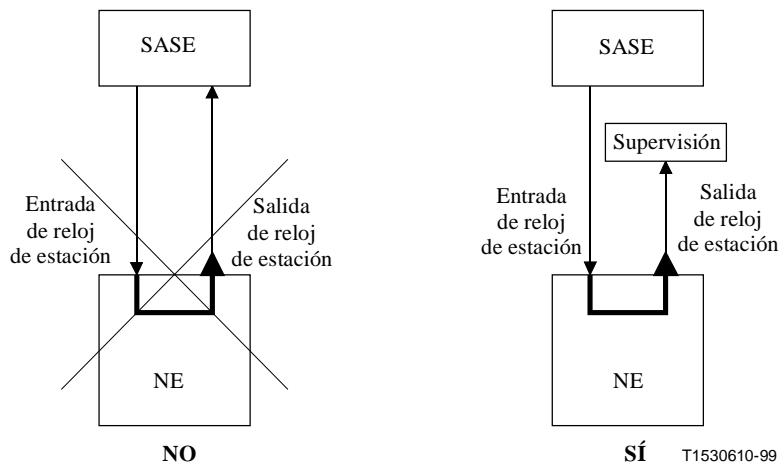 SASE
Entrada
de reloj
de estación
Salida
de reloj
de estación
NE
NO
SASE
Supervisión
Entrada
de reloj
de estación
Salida
de reloj
de estación
NE
SÍ
T1530610-99